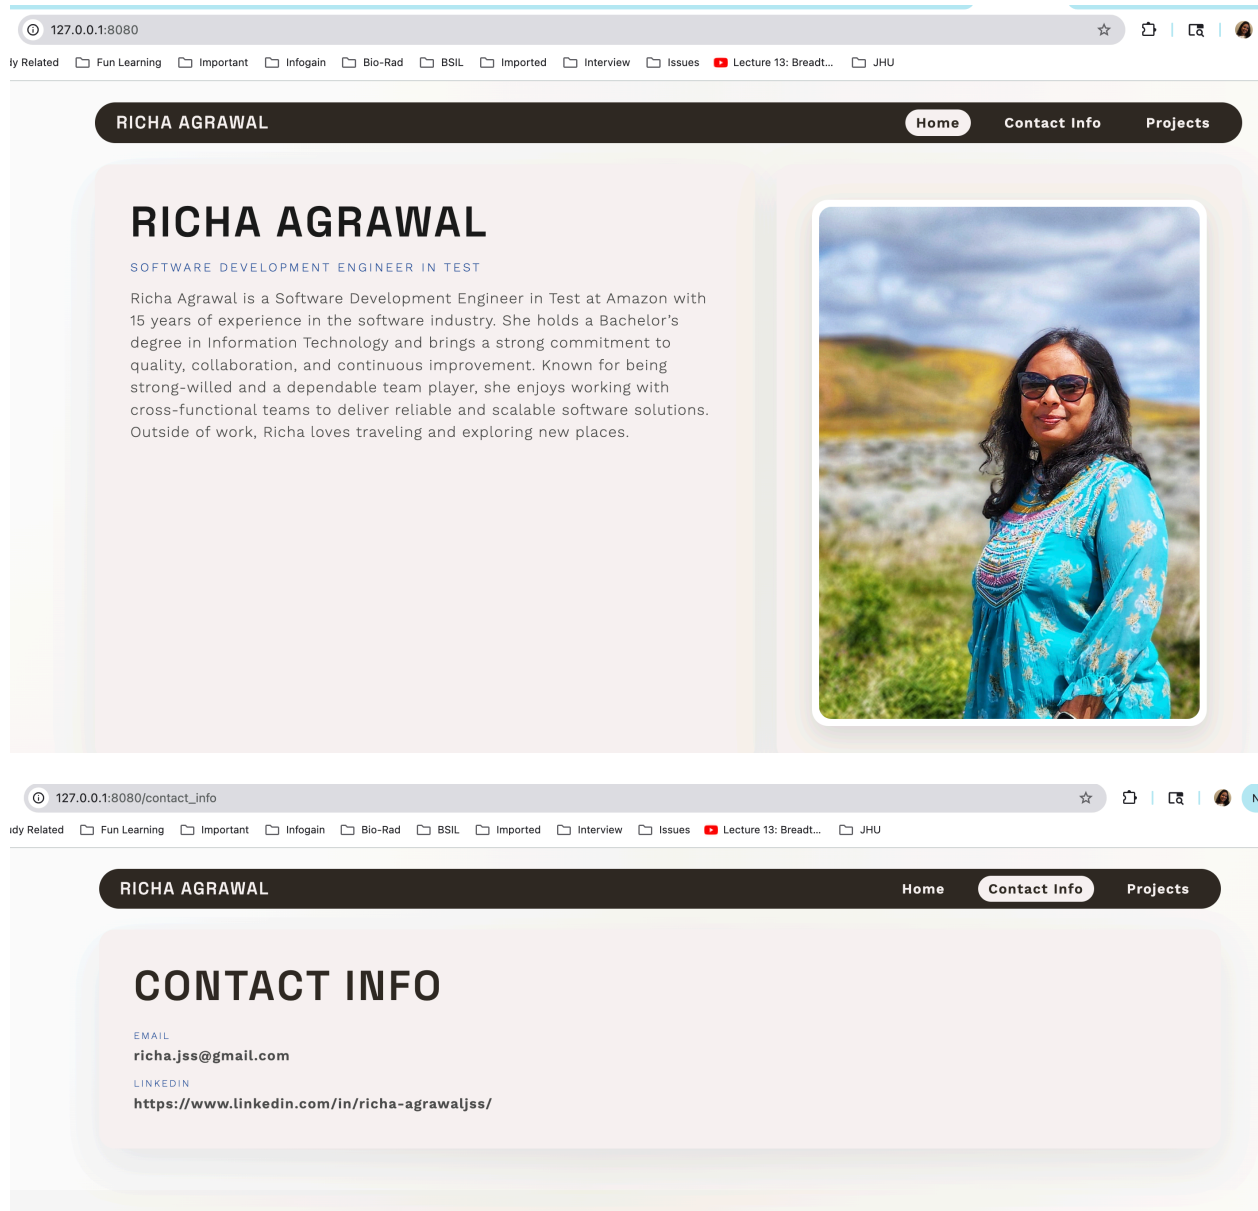 127.0.0.1:8080
dy Related Fun Learning Important Infogain Bio-Rad BSIL Imported Interview Issues Lecture 13: Breadt... JHU
RICHA AGRAWAL Home Contact Info Projects
RICHA AGRAWAL
SOFTWARE DEVELOPMENT ENGINEER IN TEST
Richa Agrawal is a Software Development Engineer in Test at Amazon with
15 years of experience in the software industry. She holds a Bachelor’s
degree in Information Technology and brings a strong commitment to
quality, collaboration, and continuous improvement. Known for being
strong-willed and a dependable team player, she enjoys working with
cross-functional teams to deliver reliable and scalable software solutions.
Outside of work, Richa loves traveling and exploring new places.
127.0.0.1:8080/contact_info
N
udy Related Fun Learning Important Infogain Bio-Rad BSIL Imported Interview Issues Lecture 13: Breadt... JHU
RICHA AGRAWAL Home Contact Info Projects
CONTACT INFO
EMAIL
richa.jss@gmail.com
LINKEDIN
https://www.linkedin.com/in/richa-agrawaljss/